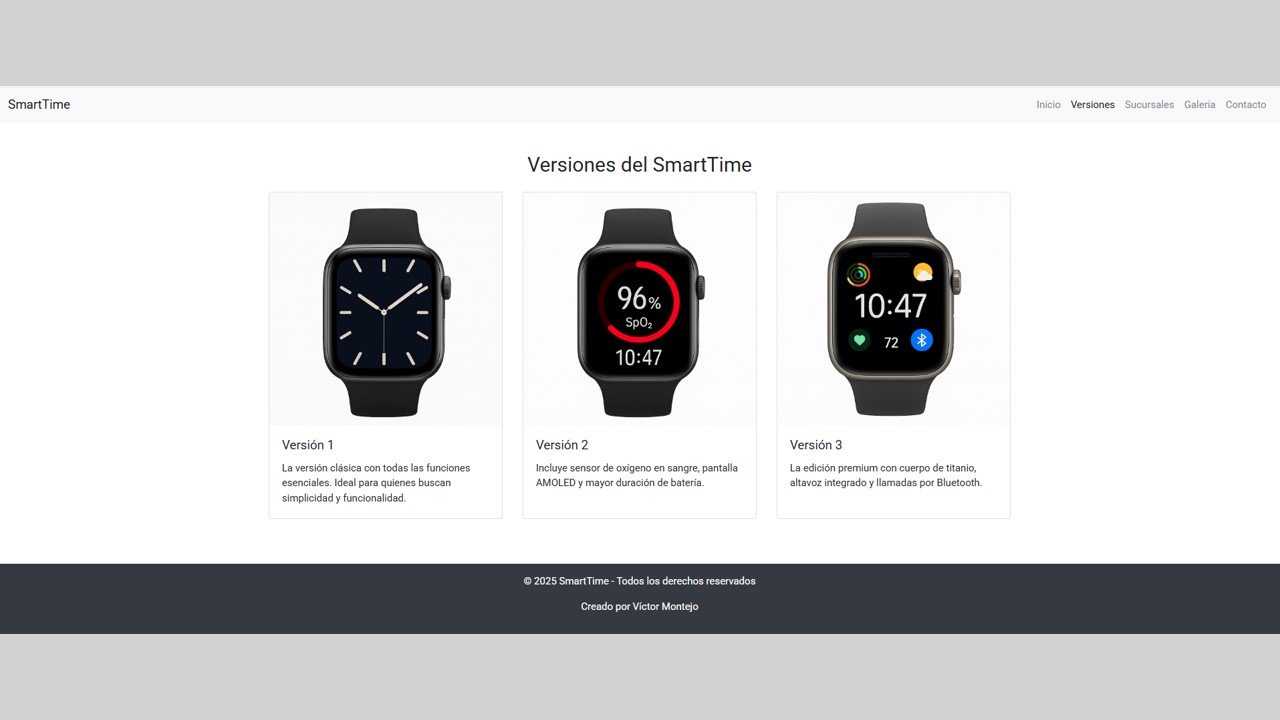 SmartTime
Inicio Versiones Sucursales Galería Contacto
Versiones del SmartTime
96%
SpO₂
10:47
10:47
72
Versión 1
La versión clásica con todas las funciones
esenciales. Ideal para quienes buscan
simplicidad y funcionalidad.
Versión 2
Incluye sensor de oxígeno en sangre, pantalla
AMOLED y mayor duración de batería.
Versión 3
La edición premium con cuerpo de titanio,
altavoz integrado y llamadas por Bluetooth.
© 2025 SmartTime - Todos los derechos reservados
Creado por Víctor Montejo